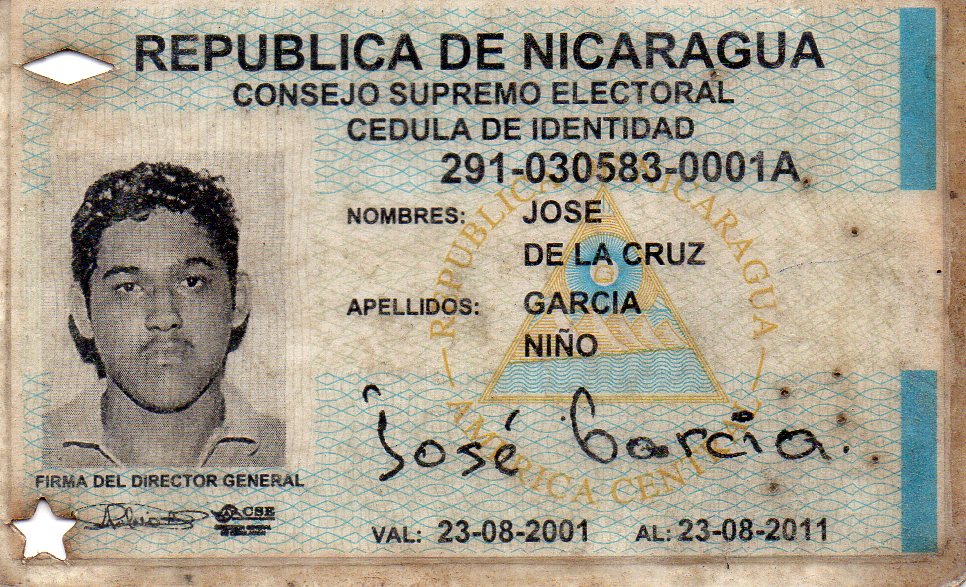 REPUBLICA DE NICARAGUA
CONSEJO SUPREMO ELECTORAL
CEDULA DE IDENTIDAD
291-030583-0001A
NOMBRES: JOSE
DE LA CRUZ
APELLIDOS: GARCIA
NIÑO
REPUBLICA DE NICARAGUA
AMERICA CENTRAL
José Garcia.
FIRMA DEL DIRECTOR GENERAL
CSE
VAL: 23-08-2001 AL: 23-08-2011